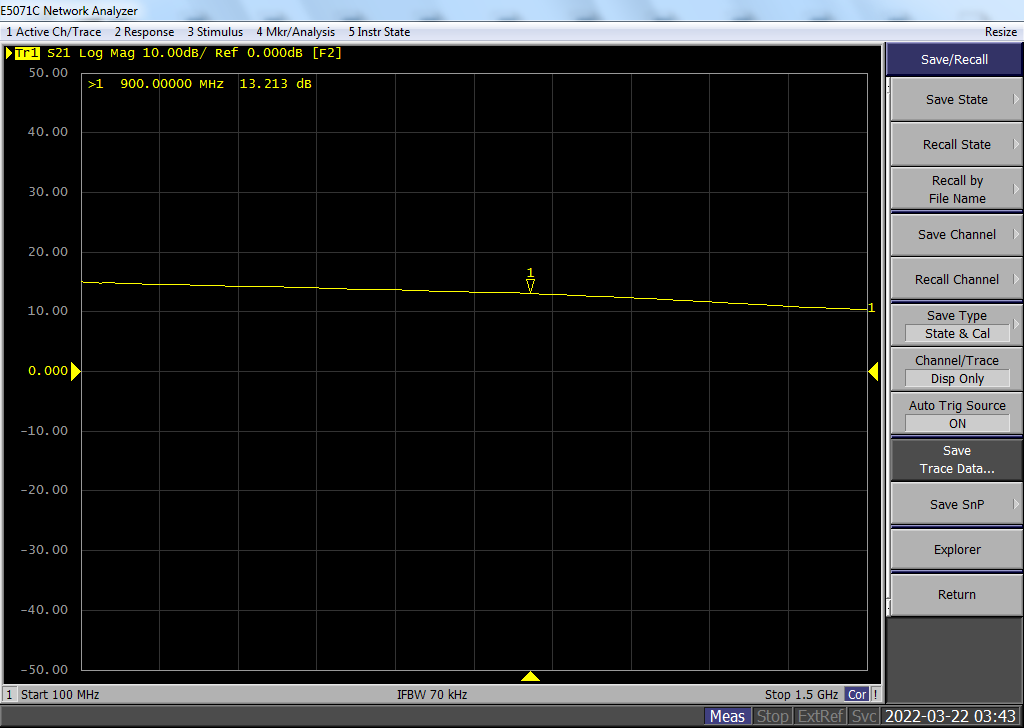 E5071C Network Analyzer
1 Active Ch/Trace 2 Response 3 Stimulus 4 Mkr/Analysis 5 Instr State Resize
Tr1 S21 Log Mag 10.00dB/ Ref 0.000dB [F2]
50.00
>1 900.00000 MHz 13.213 dB
40.00
30.00
20.00
1
10.00
1
0.000
-10.00
-20.00
-30.00
-40.00
-50.00
1 Start 100 MHz IFBW 70 kHz Stop 1.5 GHz Cor !
Save/Recall
Save State
Recall State
Recall by
File Name
Save Channel
Recall Channel
Save Type
State & Cal
Channel/Trace
Disp Only
Auto Trig Source
ON
Save
Trace Data...
Save SnP
Explorer
Return
Meas Stop ExtRef Svc 2022-03-22 03:43